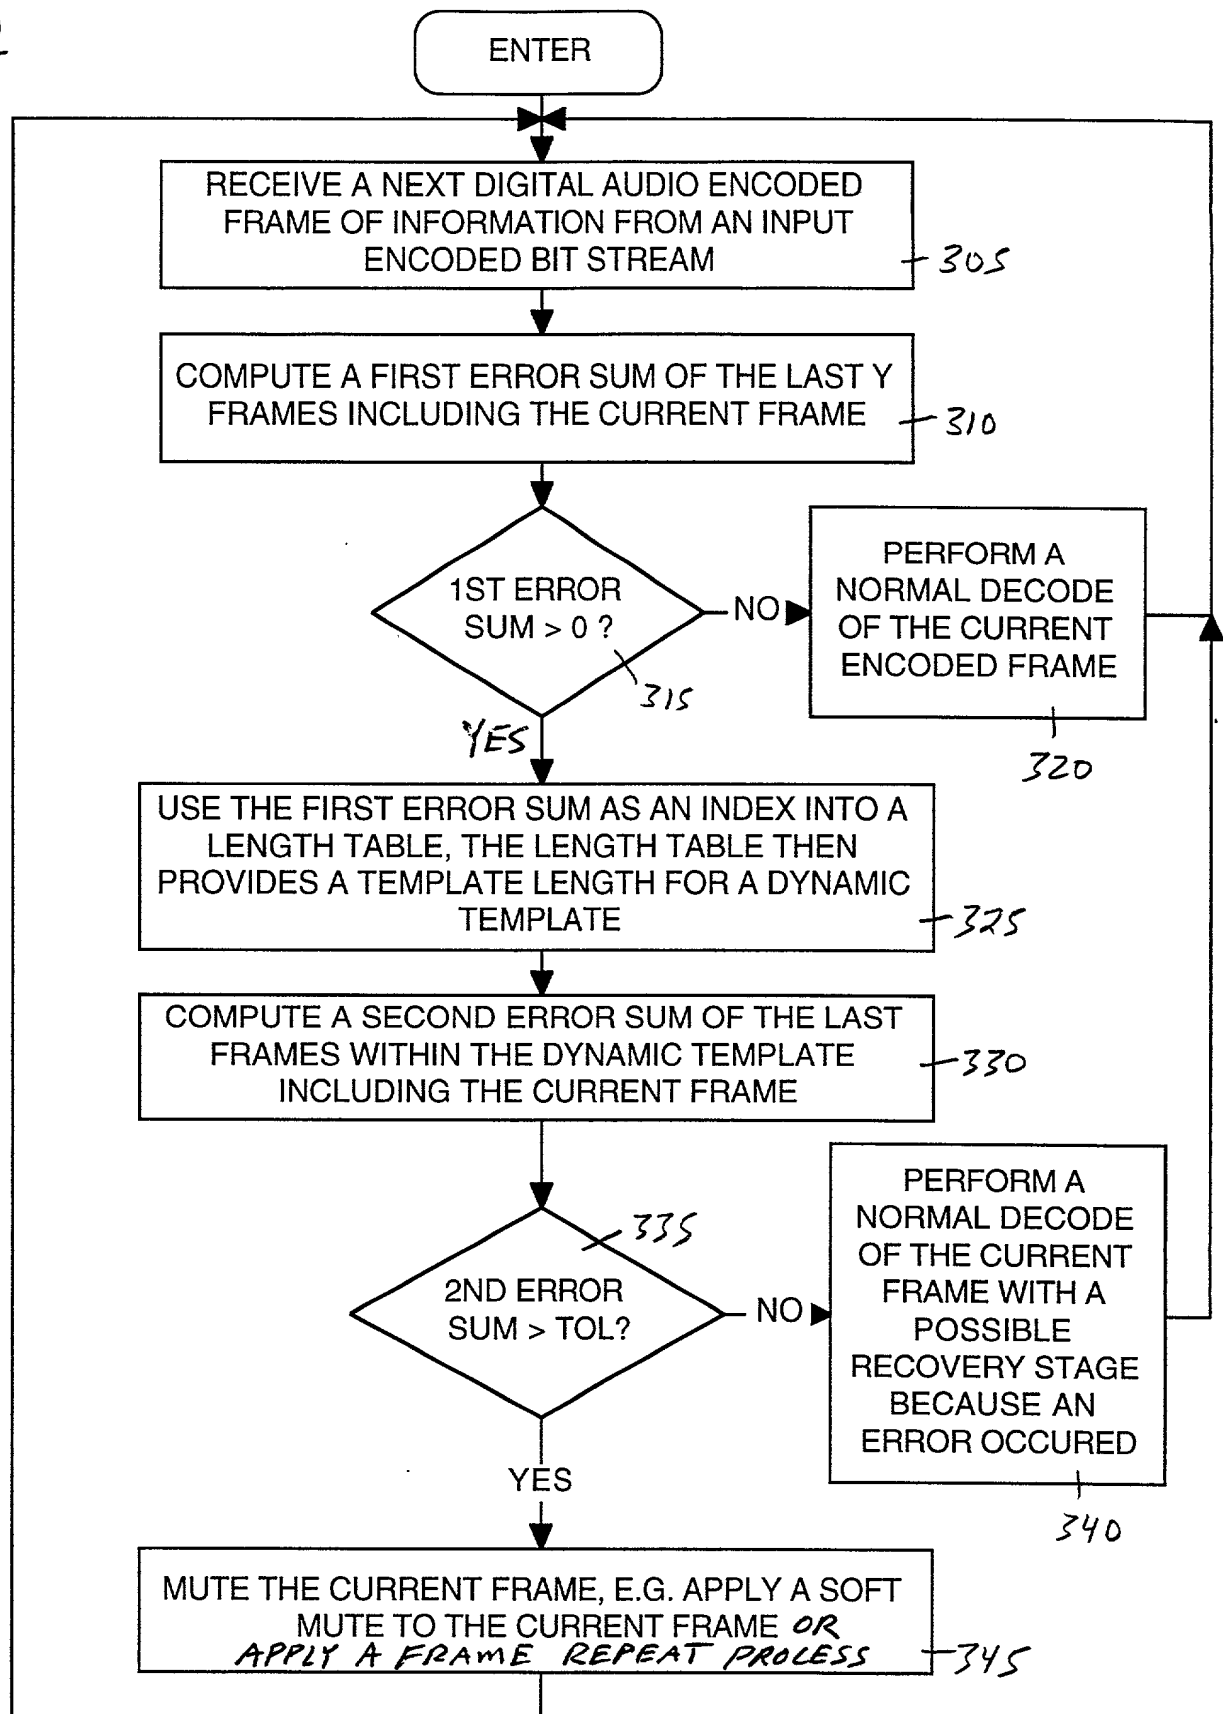 ENTER
RECEIVE A NEXT DIGITAL AUDIO ENCODED
FRAME OF INFORMATION FROM AN INPUT
ENCODED BIT STREAM
305
COMPUTE A FIRST ERROR SUM OF THE LAST Y
FRAMES INCLUDING THE CURRENT FRAME
310
1ST ERROR
SUM > 0 ?
315
NO
PERFORM A
NORMAL DECODE
OF THE CURRENT
ENCODED FRAME
320
YES
USE THE FIRST ERROR SUM AS AN INDEX INTO A
LENGTH TABLE, THE LENGTH TABLE THEN
PROVIDES A TEMPLATE LENGTH FOR A DYNAMIC
TEMPLATE
325
COMPUTE A SECOND ERROR SUM OF THE LAST
FRAMES WITHIN THE DYNAMIC TEMPLATE
INCLUDING THE CURRENT FRAME
330
335
2ND ERROR
SUM > TOL?
NO
PERFORM A
NORMAL DECODE
OF THE CURRENT
FRAME WITH A
POSSIBLE
RECOVERY STAGE
BECAUSE AN
ERROR OCCURED
340
YES
MUTE THE CURRENT FRAME, E.G. APPLY A SOFT
MUTE TO THE CURRENT FRAME OR
APPLY A FRAME REPEAT PROCESS
345